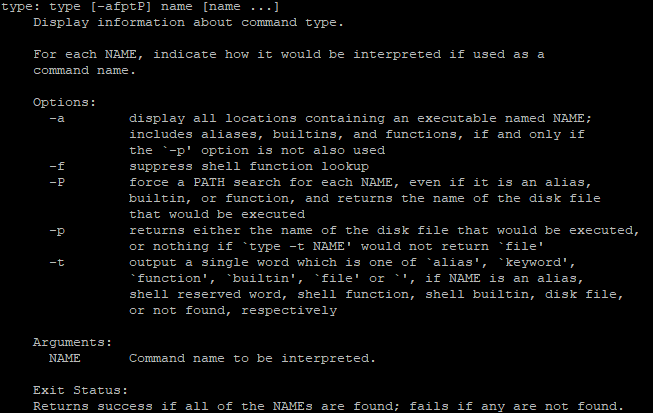 type: type [-afptP] name [name ...]
    Display information about command type.

    For each NAME, indicate how it would be interpreted if used as a
    command name.

    Options:
      -a        display all locations containing an executable named NAME;
                includes aliases, builtins, and functions, if and only if
                the `-p' option is not also used
      -f        suppress shell function lookup
      -P        force a PATH search for each NAME, even if it is an alias,
                builtin, or function, and returns the name of the disk file
                that would be executed
      -p        returns either the name of the disk file that would be executed,
                or nothing if `type -t NAME' would not return `file'
      -t        output a single word which is one of `alias', `keyword',
                `function', `builtin', `file' or `', if NAME is an alias,
                shell reserved word, shell function, shell builtin, disk file,
                or not found, respectively

    Arguments:
      NAME      Command name to be interpreted.

    Exit Status:
    Returns success if all of the NAMEs are found; fails if any are not found.